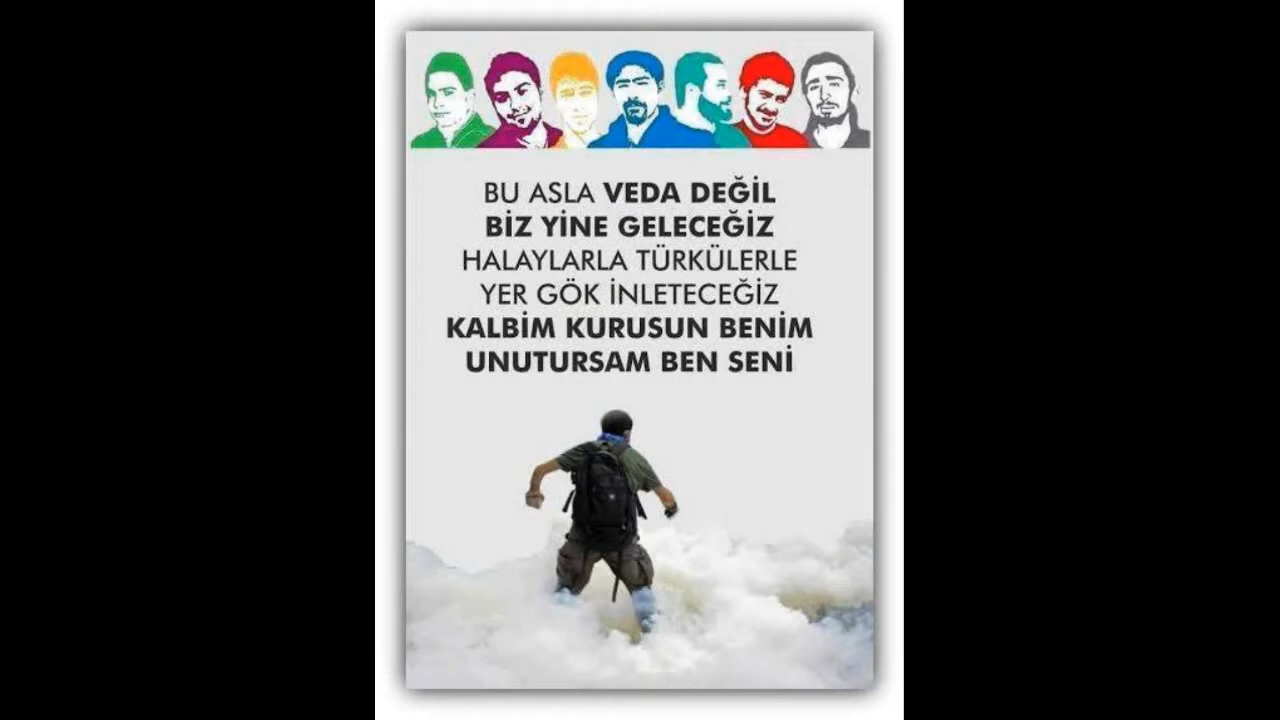 BU ASLA VEDA DEĞİL
BİZ YİNE GELECEĞİZ
HALAYLARLA TÜRKÜLERLE
YER GÖK İNLETECEĞİZ
KALBİM KURUSUN BENİM
UNUTURSAM BEN SENİ